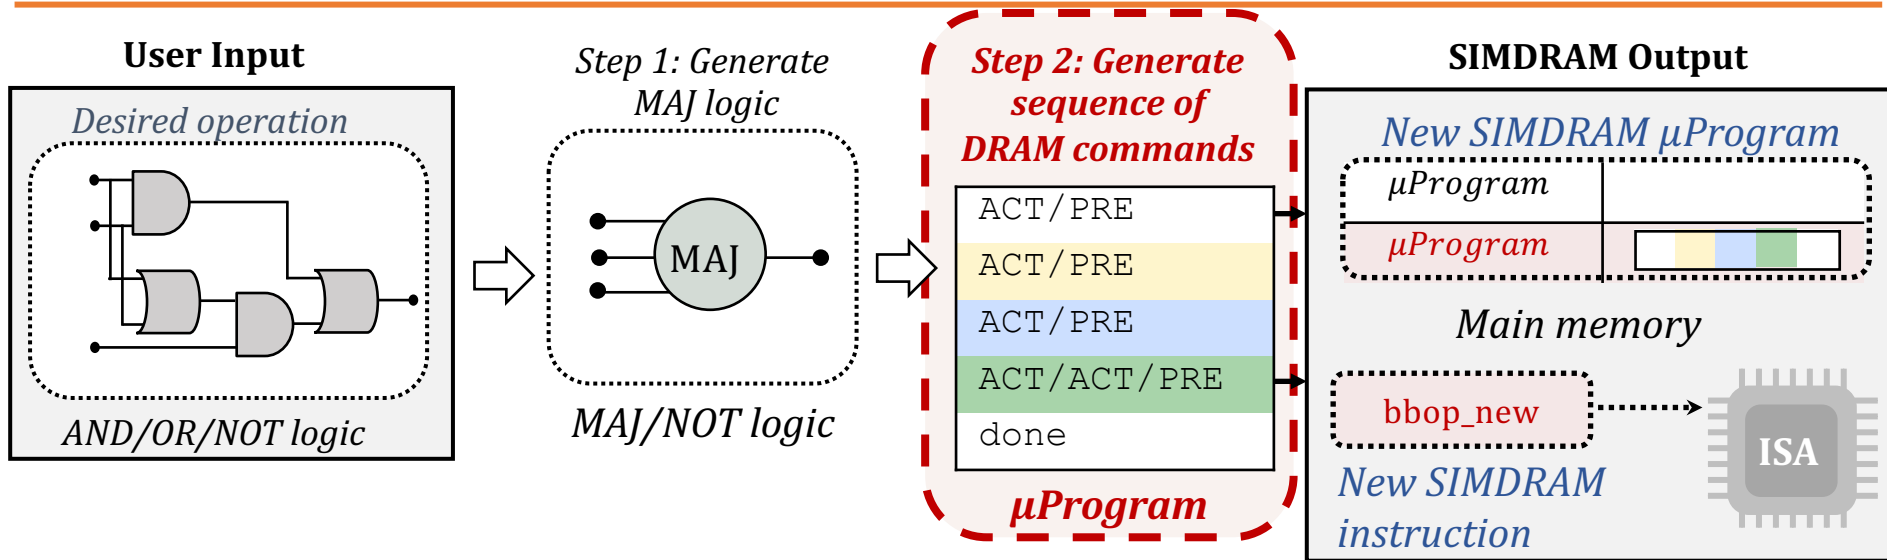 User Input
Desired operation
AND/OR/NOT logic
Step 1: Generate
MAJ logic
MAJ
MAJ/NOT logic
Step 2: Generate
sequence of
DRAM commands
ACT/PRE
ACT/PRE
ACT/PRE
ACT/ACT/PRE
done
μProgram
SIMDRAM Output
New SIMDRAM μProgram
μProgram
μProgram
Main memory
bbop_new
ISA
New SIMDRAM
instruction